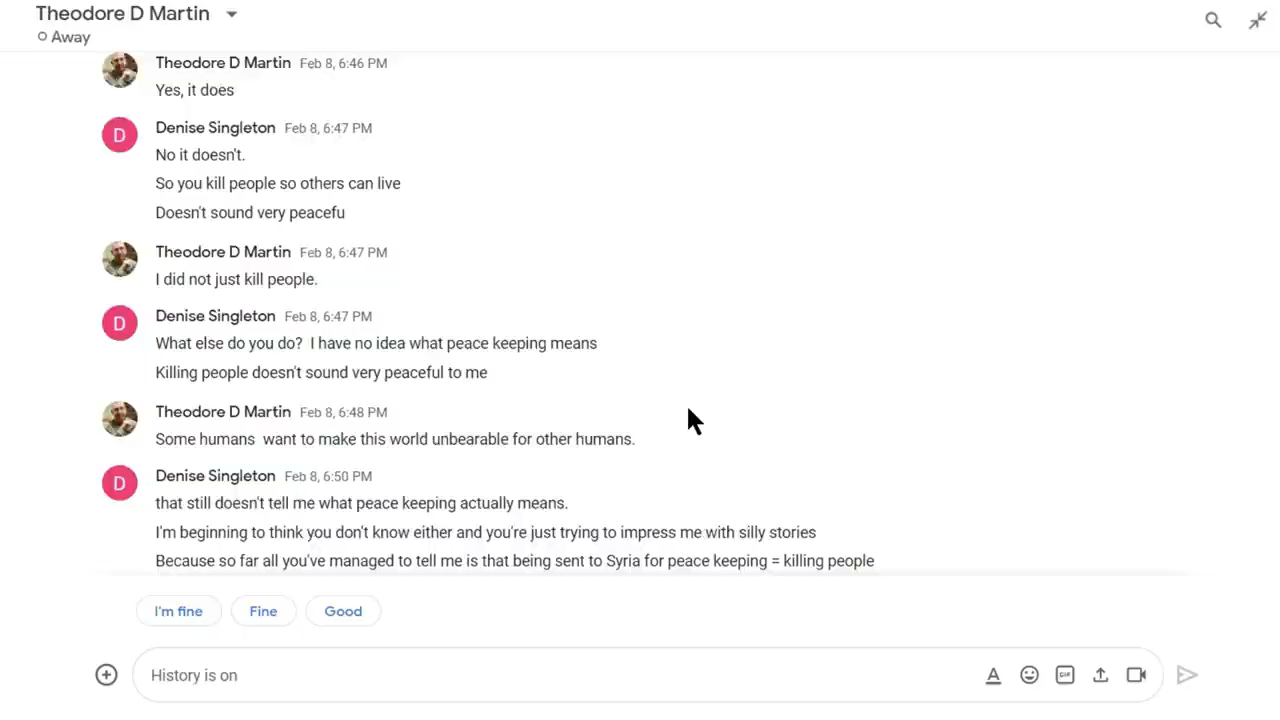 Theodore D Martin
Away
Theodore D Martin Feb 8, 6:46 PM
Yes, it does
D
Denise Singleton Feb 8, 6:47 PM
No it doesn't.
So you kill people so others can live
Doesn't sound very peacefu
Theodore D Martin Feb 8, 6:47 PM
I did not just kill people.
D
Denise Singleton Feb 8, 6:47 PM
What else do you do?  I have no idea what peace keeping means
Killing people doesn't sound very peaceful to me
Theodore D Martin Feb 8, 6:48 PM
Some humans  want to make this world unbearable for other humans.
D
Denise Singleton Feb 8, 6:50 PM
that still doesn't tell me what peace keeping actually means.
I'm beginning to think you don't know either and you're just trying to impress me with silly stories
Because so far all you've managed to tell me is that being sent to Syria for peace keeping = killing people
I'm fine Fine Good
History is on A GIF